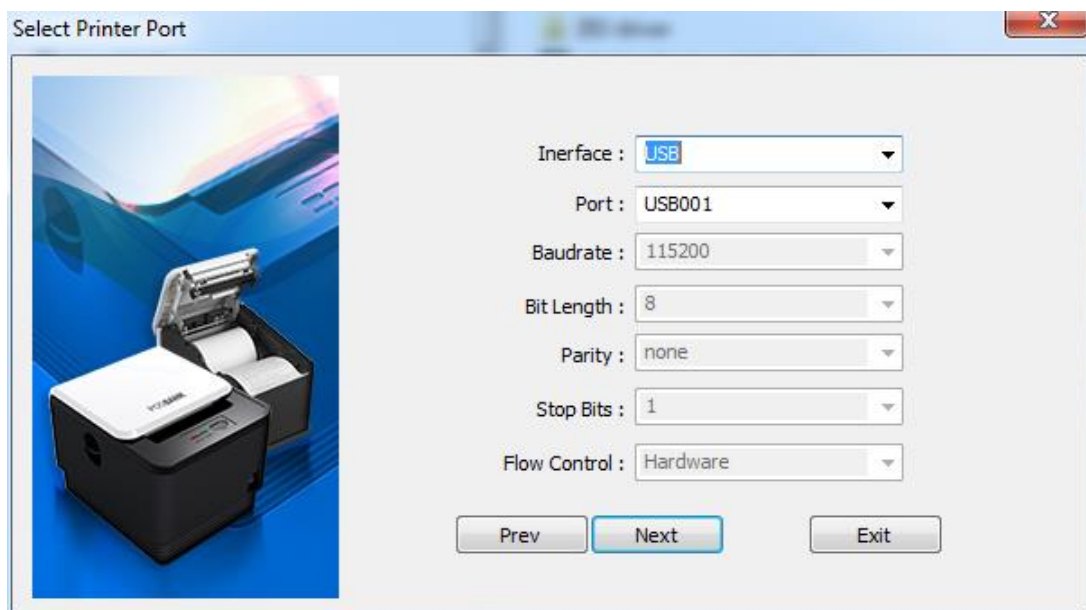 Select Printer Port
Inerface : USB
Port : USB001
Baudrate : 115200
Bit Length : 8
Parity : none
Stop Bits : 1
Flow Control : Hardware
POSBANK
Prev Next Exit